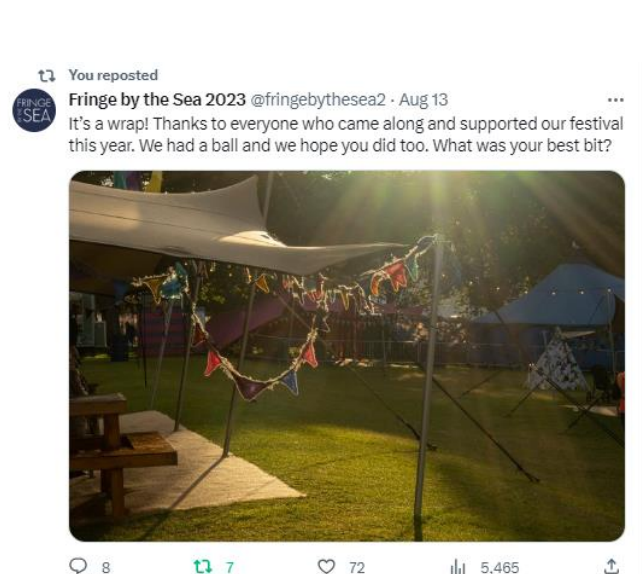 You reposted
FRINGE
BY THE
SEA
Fringe by the Sea 2023 @fringebythesea2 · Aug 13
It's a wrap! Thanks to everyone who came along and supported our festival
this year. We had a ball and we hope you did too. What was your best bit?
8 7 72 5,465